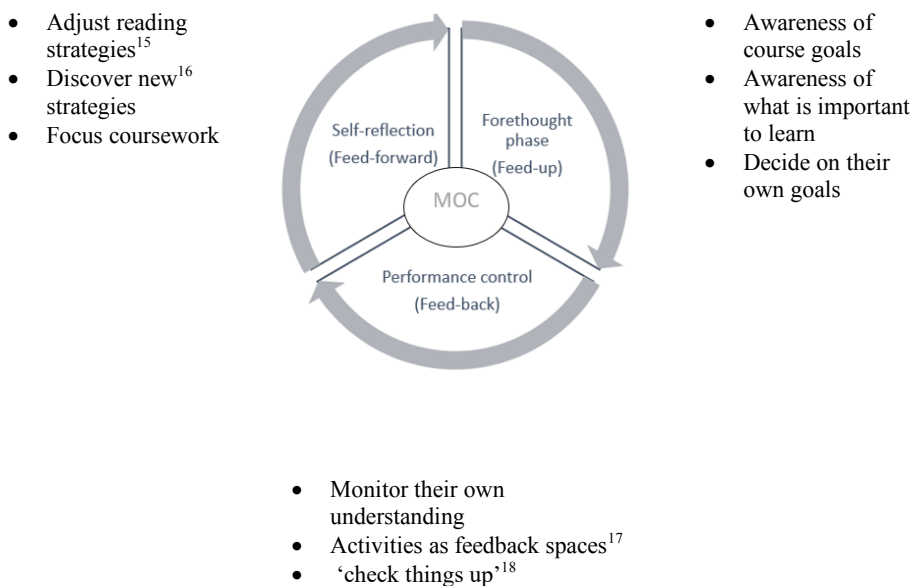 • Adjust reading
strategies15
• Discover new16
strategies
• Focus coursework
Self-reflection
(Feed-forward)
Forethought
phase
(Feed-up)
MOC
Performance control
(Feed-back)
• Awareness of
course goals
• Awareness of
what is important
to learn
• Decide on their
own goals
• Monitor their own
understanding
• Activities as feedback spaces17
• ‘check things up’18